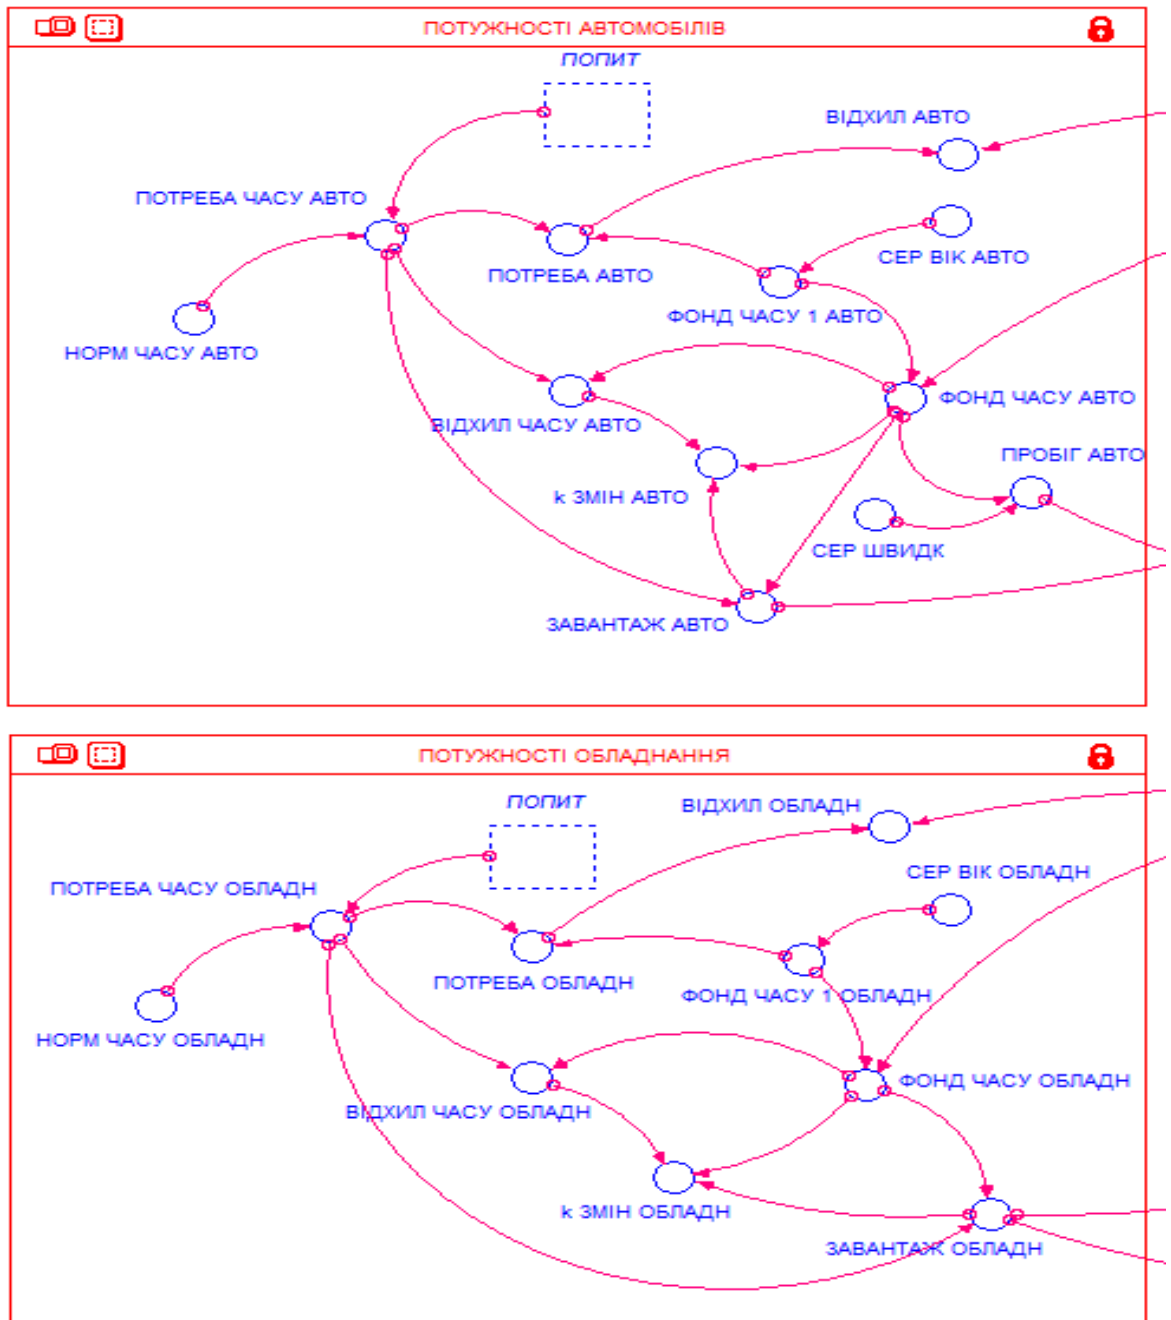 ПОТУЖНОСТІ АВТОМОБІЛІВ
ПОПИТ
ВІДХИЛ АВТО
ПОТРЕБА ЧАСУ АВТО
СЕР ВІК АВТО
ПОТРЕБА АВТО
ФОНД ЧАСУ 1 АВТО
НОРМ ЧАСУ АВТО
ФОНД ЧАСУ АВТО
ВІДХИЛ ЧАСУ АВТО
ПРОБІГ АВТО
k ЗМІН АВТО
СЕР ШВИДК
ЗАВАНТАЖ АВТО
ПОТУЖНОСТІ ОБЛАДНАННЯ
ПОПИТ
ВІДХИЛ ОБЛАДН
СЕР ВІК ОБЛАДН
ПОТРЕБА ЧАСУ ОБЛАДН
ПОТРЕБА ОБЛАДН
ФОНД ЧАСУ 1 ОБЛАДН
НОРМ ЧАСУ ОБЛАДН
ФОНД ЧАСУ ОБЛАДН
ВІДХИЛ ЧАСУ ОБЛАДН
k ЗМІН ОБЛАДН
ЗАВАНТАЖ ОБЛАДН